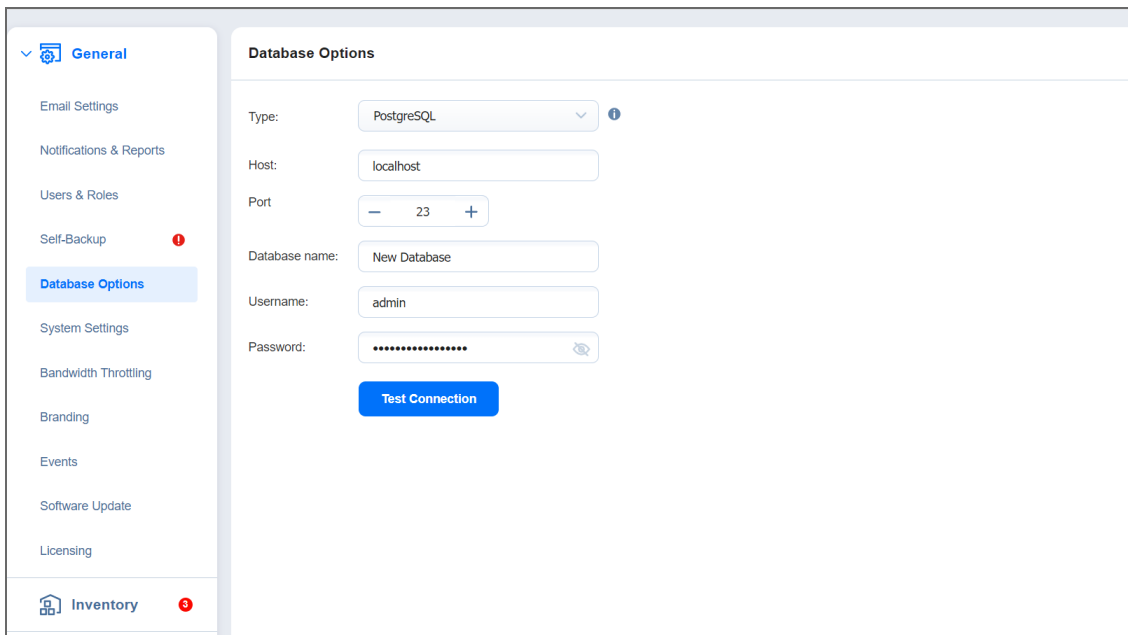 General
Email Settings
Notifications & Reports
Users & Roles
Self-Backup !
Database Options
System Settings
Bandwidth Throttling
Branding
Events
Software Update
Licensing
Inventory 3
Database Options
Type: PostgreSQL i
Host: localhost
Port − 23 +
Database name: New Database
Username: admin
Password: •••••••••••••••••
Test Connection